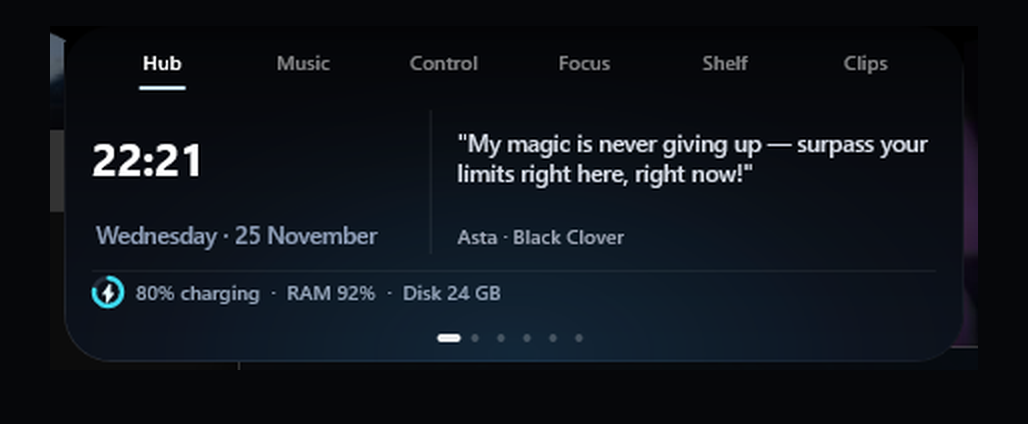 Hub Music Control Focus Shelf Clips
22:21
Wednesday · 25 November
"My magic is never giving up — surpass your
limits right here, right now!"
Asta · Black Clover
80% charging · RAM 92% · Disk 24 GB